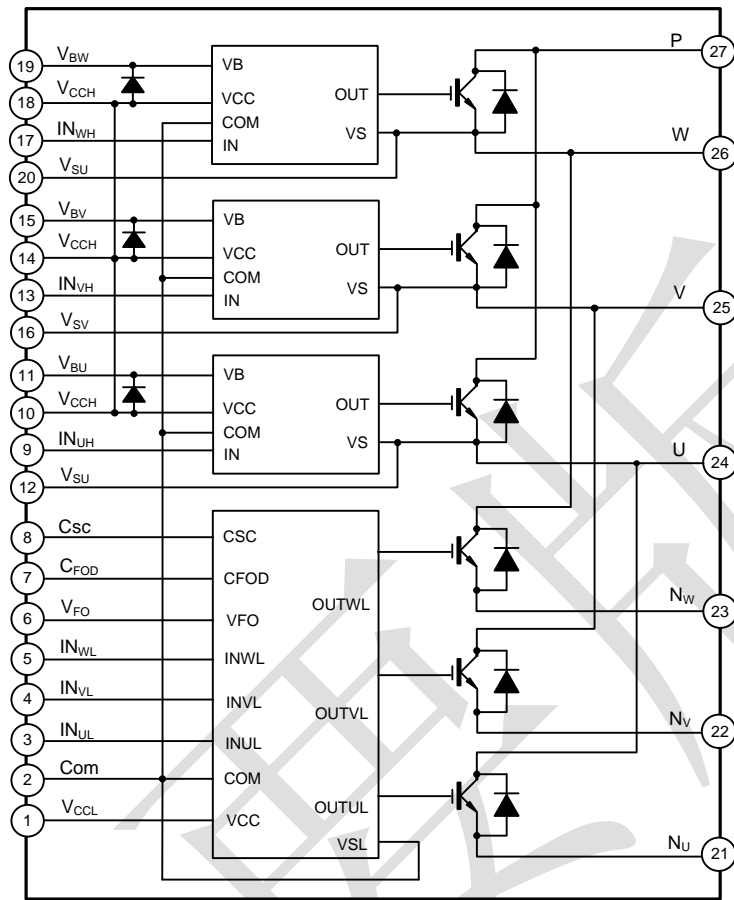 19 V_BW VB P 27
18 V_CCH VCC OUT
COM
17 IN_WH IN VS W 26
20 V_SU
15 V_BV VB
14 V_CCH VCC OUT
COM
13 IN_VH IN VS V 25
16 V_SV
11 V_BU VB
10 V_CCH VCC OUT
COM
9 IN_UH IN VS U 24
12 V_SU
8 Csc CSC
7 C_FOD CFOD OUTWL
6 V_FO VFO N_W 23
5 IN_WL INWL
4 IN_VL INVL OUTVL
3 IN_UL INUL N_V 22
2 Com COM OUTUL
1 V_CCL VCC
VSL N_U 21